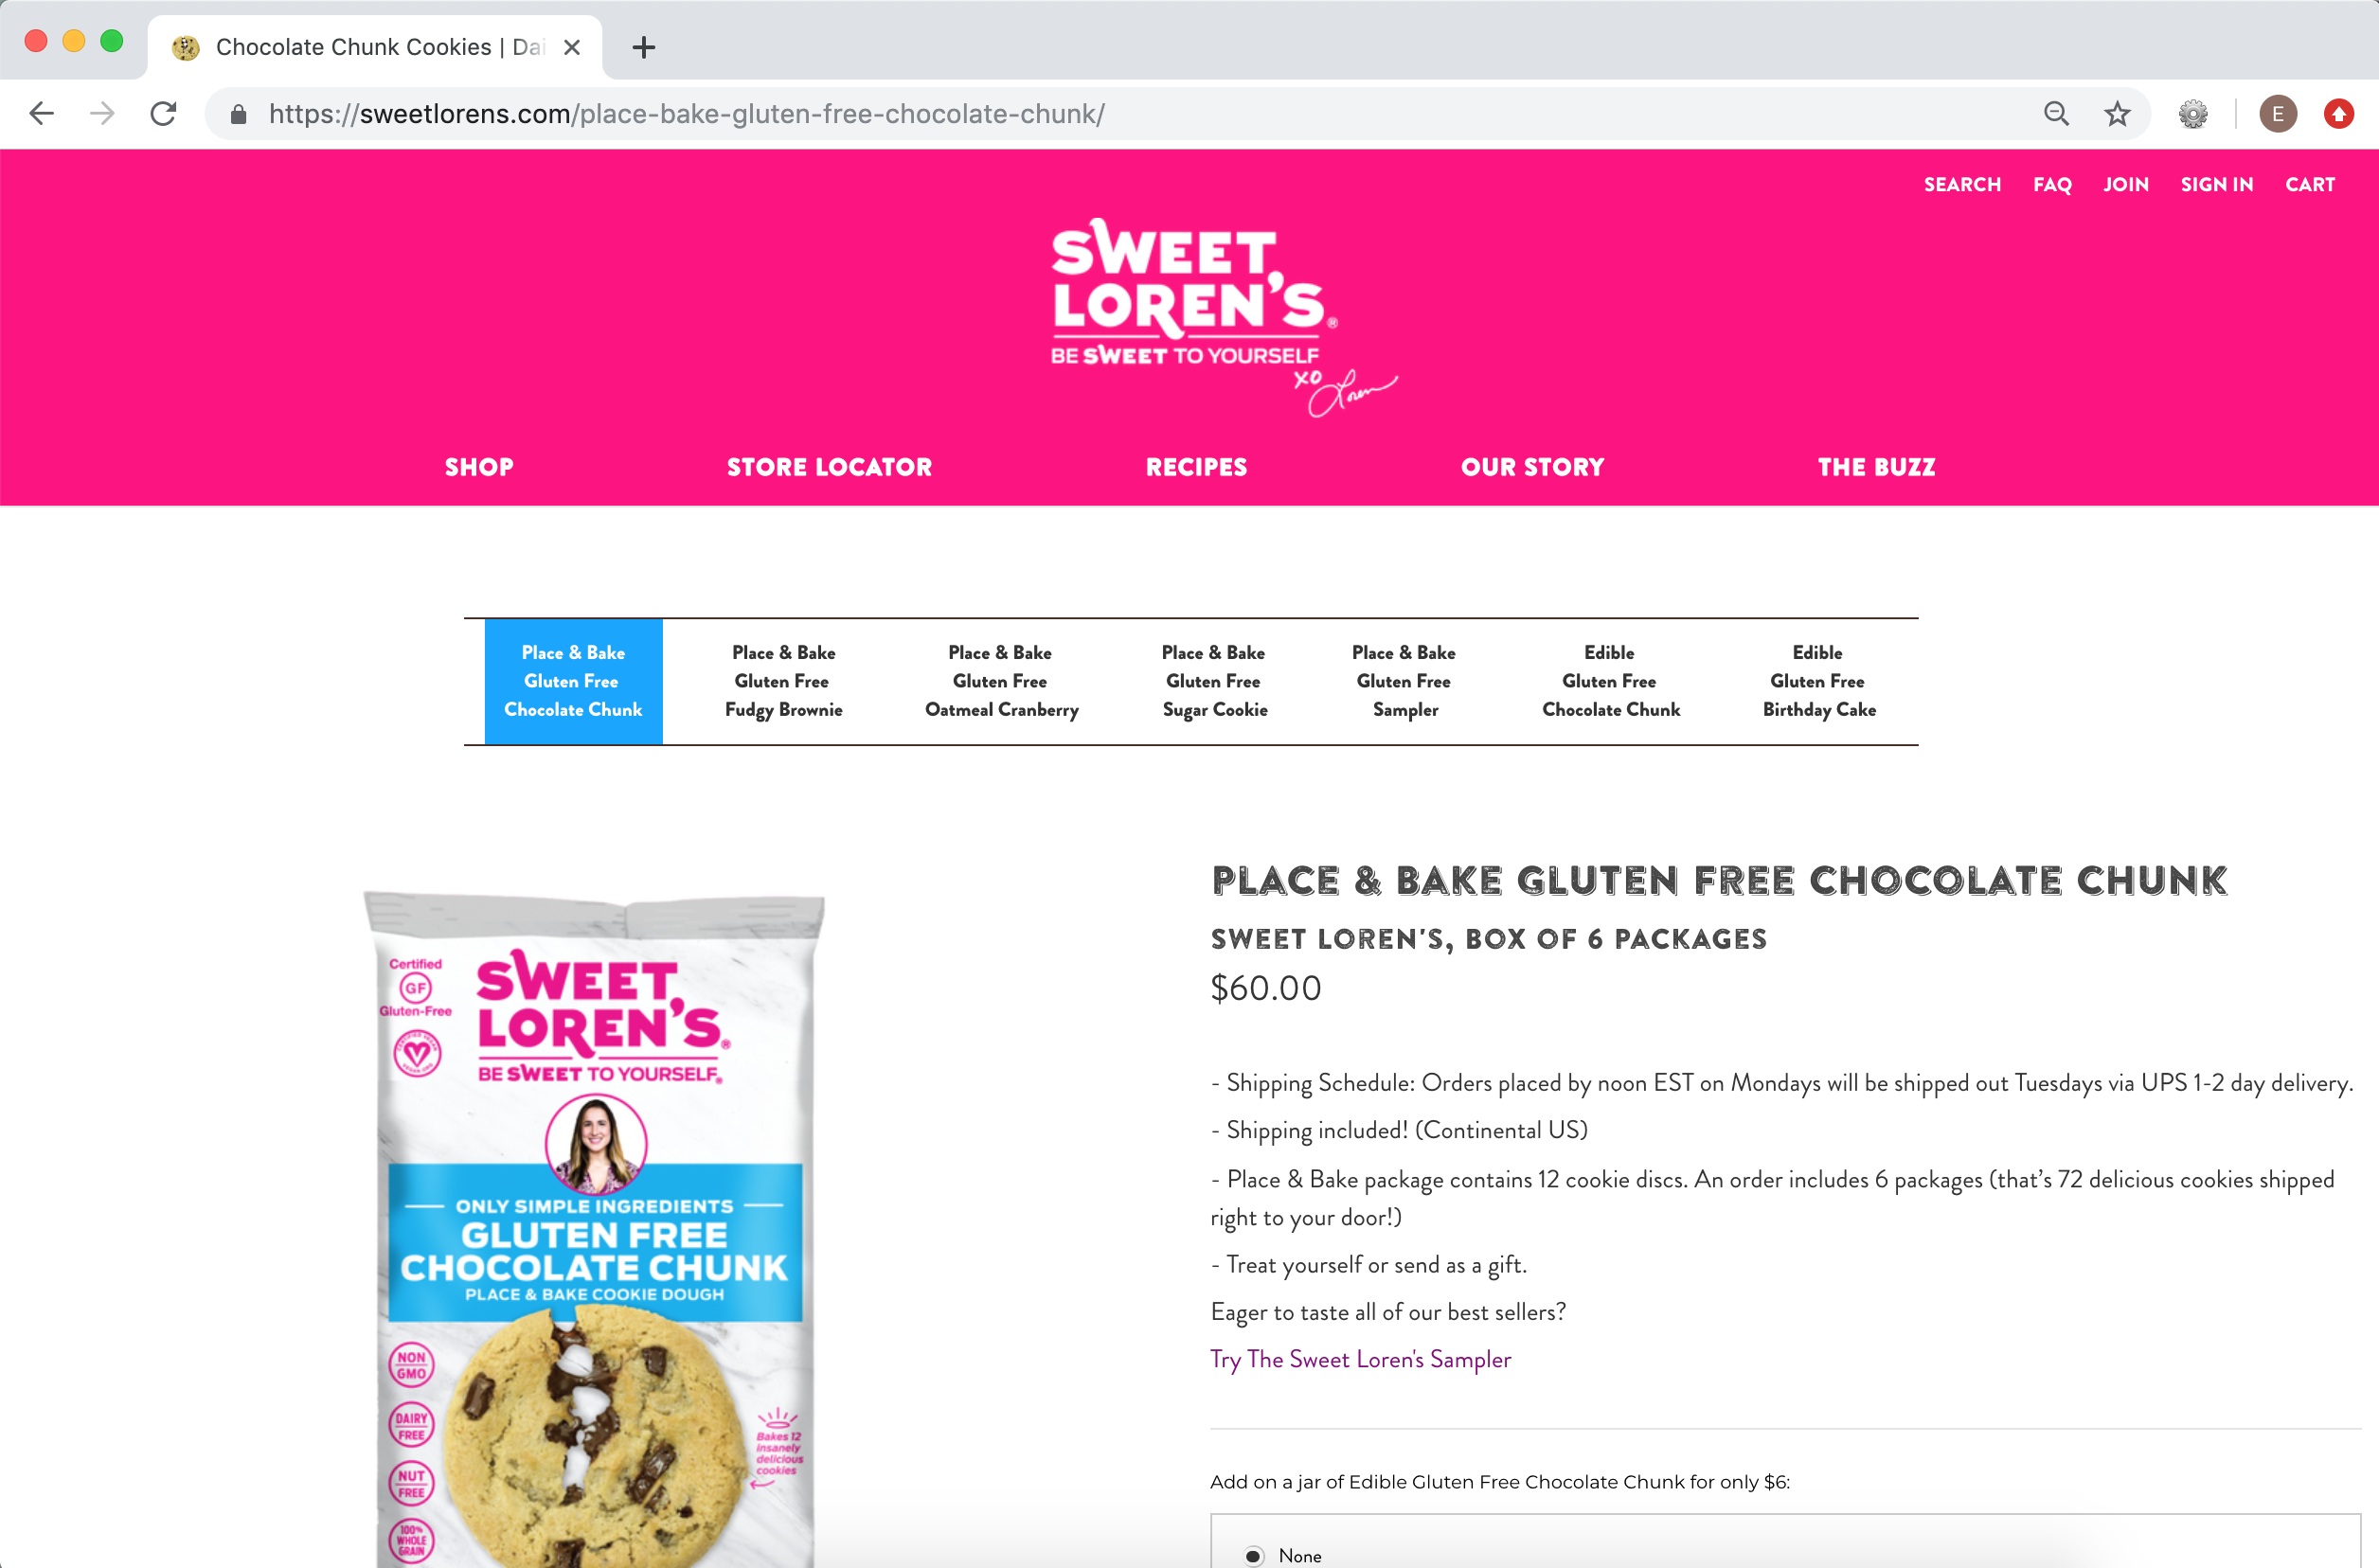 Chocolate Chunk Cookies | Dai
https://sweetlorens.com/place-bake-gluten-free-chocolate-chunk/
E
SEARCH FAQ JOIN SIGN IN CART
SWEET
LOREN'S®
BE SWEET TO YOURSELF
XO Loren
SHOP STORE LOCATOR RECIPES OUR STORY THE BUZZ
Place & Bake
Gluten Free
Chocolate Chunk
Place & Bake
Gluten Free
Fudgy Brownie
Place & Bake
Gluten Free
Oatmeal Cranberry
Place & Bake
Gluten Free
Sugar Cookie
Place & Bake
Gluten Free
Sampler
Edible
Gluten Free
Chocolate Chunk
Edible
Gluten Free
Birthday Cake
Certified
GF
Gluten-Free
SWEET
LOREN'S®
BE SWEET TO YOURSELF®
ONLY SIMPLE INGREDIENTS
GLUTEN FREE
CHOCOLATE CHUNK
PLACE & BAKE COOKIE DOUGH
NON
GMO
DAIRY
FREE
NUT
FREE
100%
WHOLE
GRAIN
Bakes 12
insanely
delicious
cookies
PLACE & BAKE GLUTEN FREE CHOCOLATE CHUNK
SWEET LOREN'S, BOX OF 6 PACKAGES
$60.00
- Shipping Schedule: Orders placed by noon EST on Mondays will be shipped out Tuesdays via UPS 1-2 day delivery.
- Shipping included! (Continental US)
- Place & Bake package contains 12 cookie discs. An order includes 6 packages (that's 72 delicious cookies shipped
right to your door!)
- Treat yourself or send as a gift.
Eager to taste all of our best sellers?
Try The Sweet Loren's Sampler
Add on a jar of Edible Gluten Free Chocolate Chunk for only $6:
None